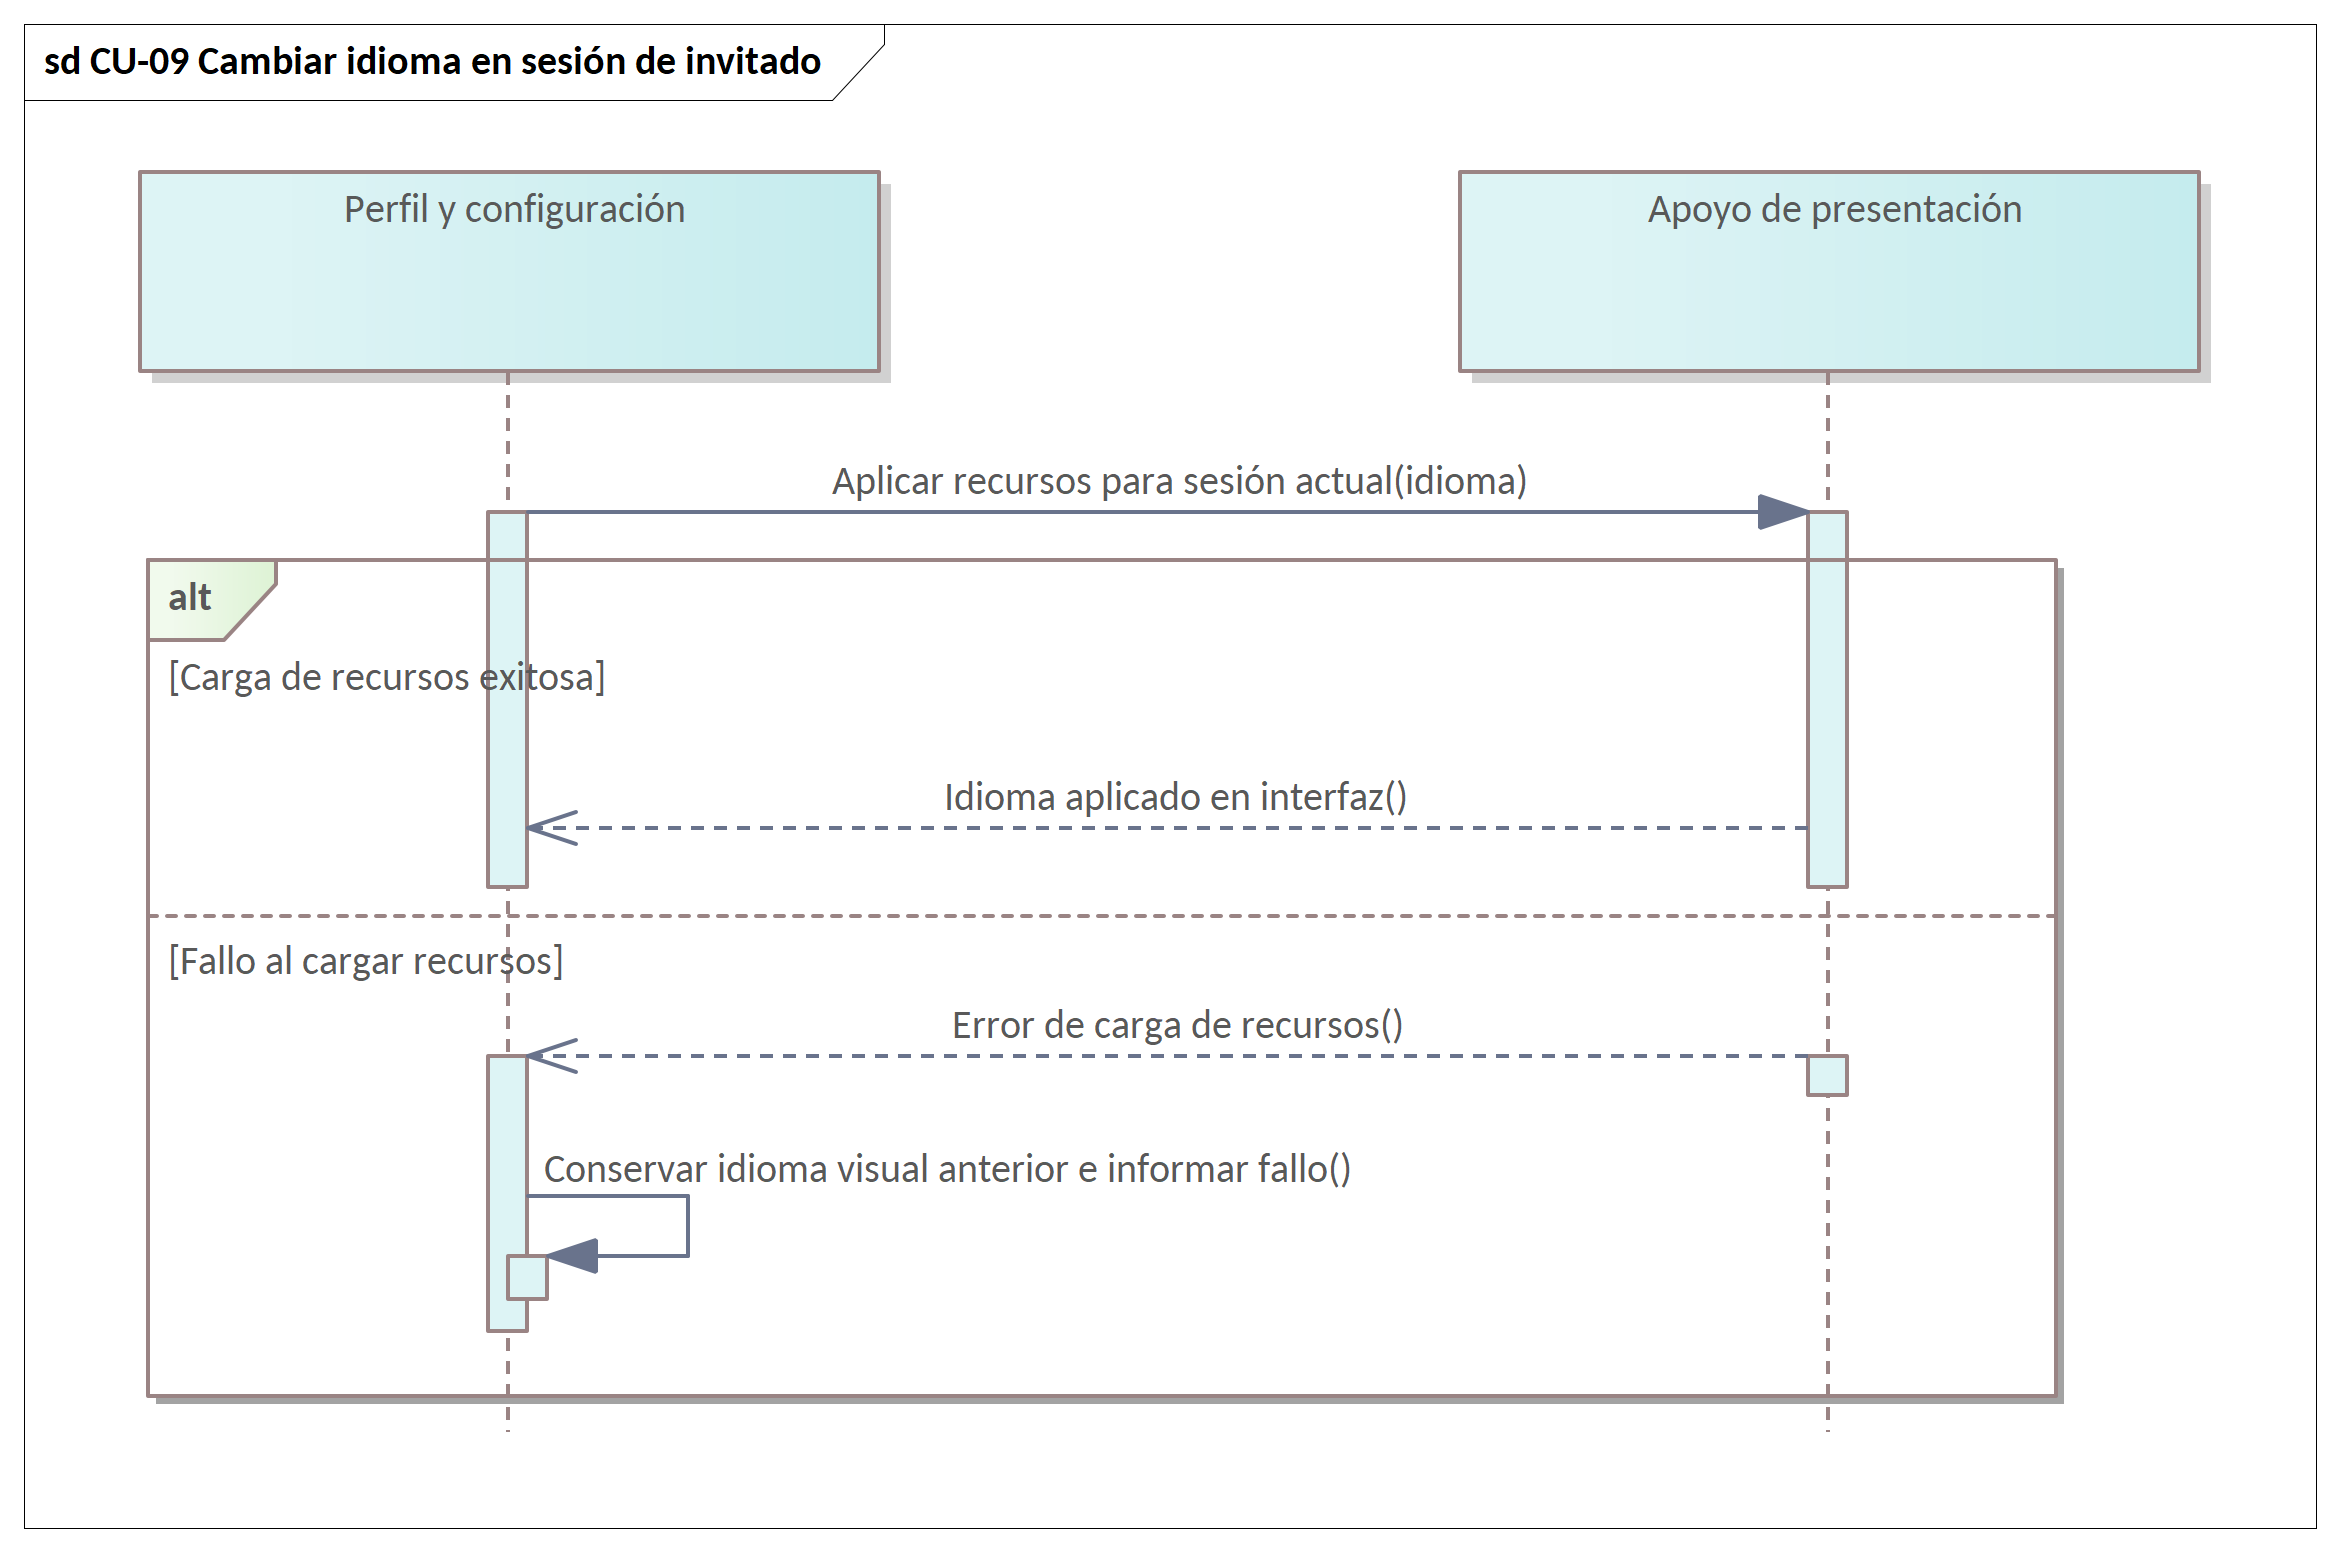 sd CU-09 Cambiar idioma en sesión de invitado
Perfil y configuración
Apoyo de presentación
Aplicar recursos para sesión actual(idioma)
alt
[Carga de recursos exitosa]
Idioma aplicado en interfaz()
[Fallo al cargar recursos]
Error de carga de recursos()
Conservar idioma visual anterior e informar fallo()